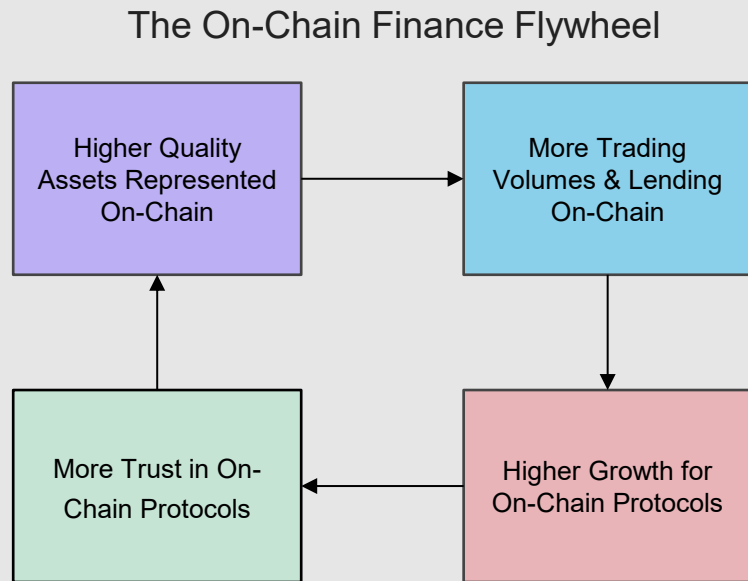 The On-Chain Finance Flywheel
Higher Quality
Assets Represented
On-Chain
More Trading
Volumes & Lending
On-Chain
More Trust in On-
Chain Protocols
Higher Growth for
On-Chain Protocols